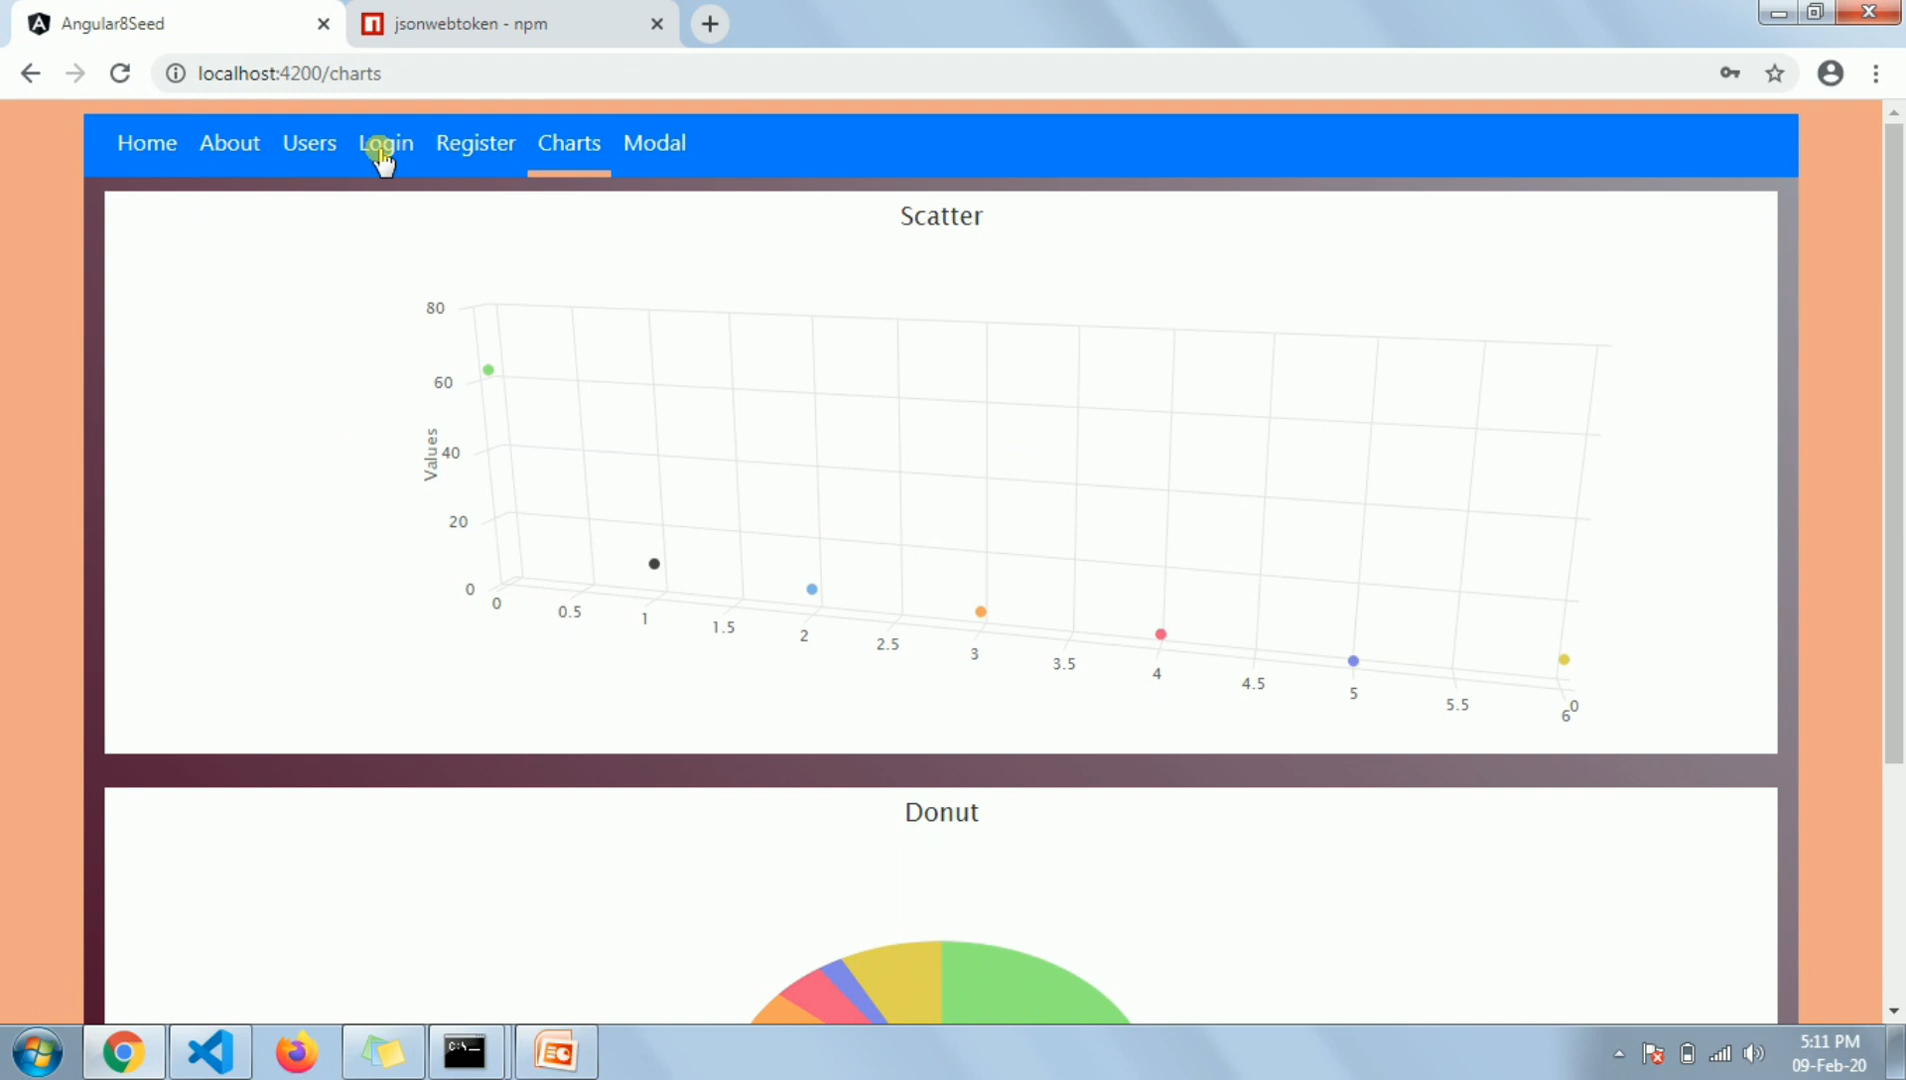 Angular8Seed
jsonwebtoken - npm
localhost:4200/charts
Home About Users Login Register Charts Modal
Scatter
80
60
40
20
0
Values
0 0.5 1 1.5 2 2.5 3 3.5 4 4.5 5 5.5 6
0
Donut
C:\_
5:11 PM
09-Feb-20